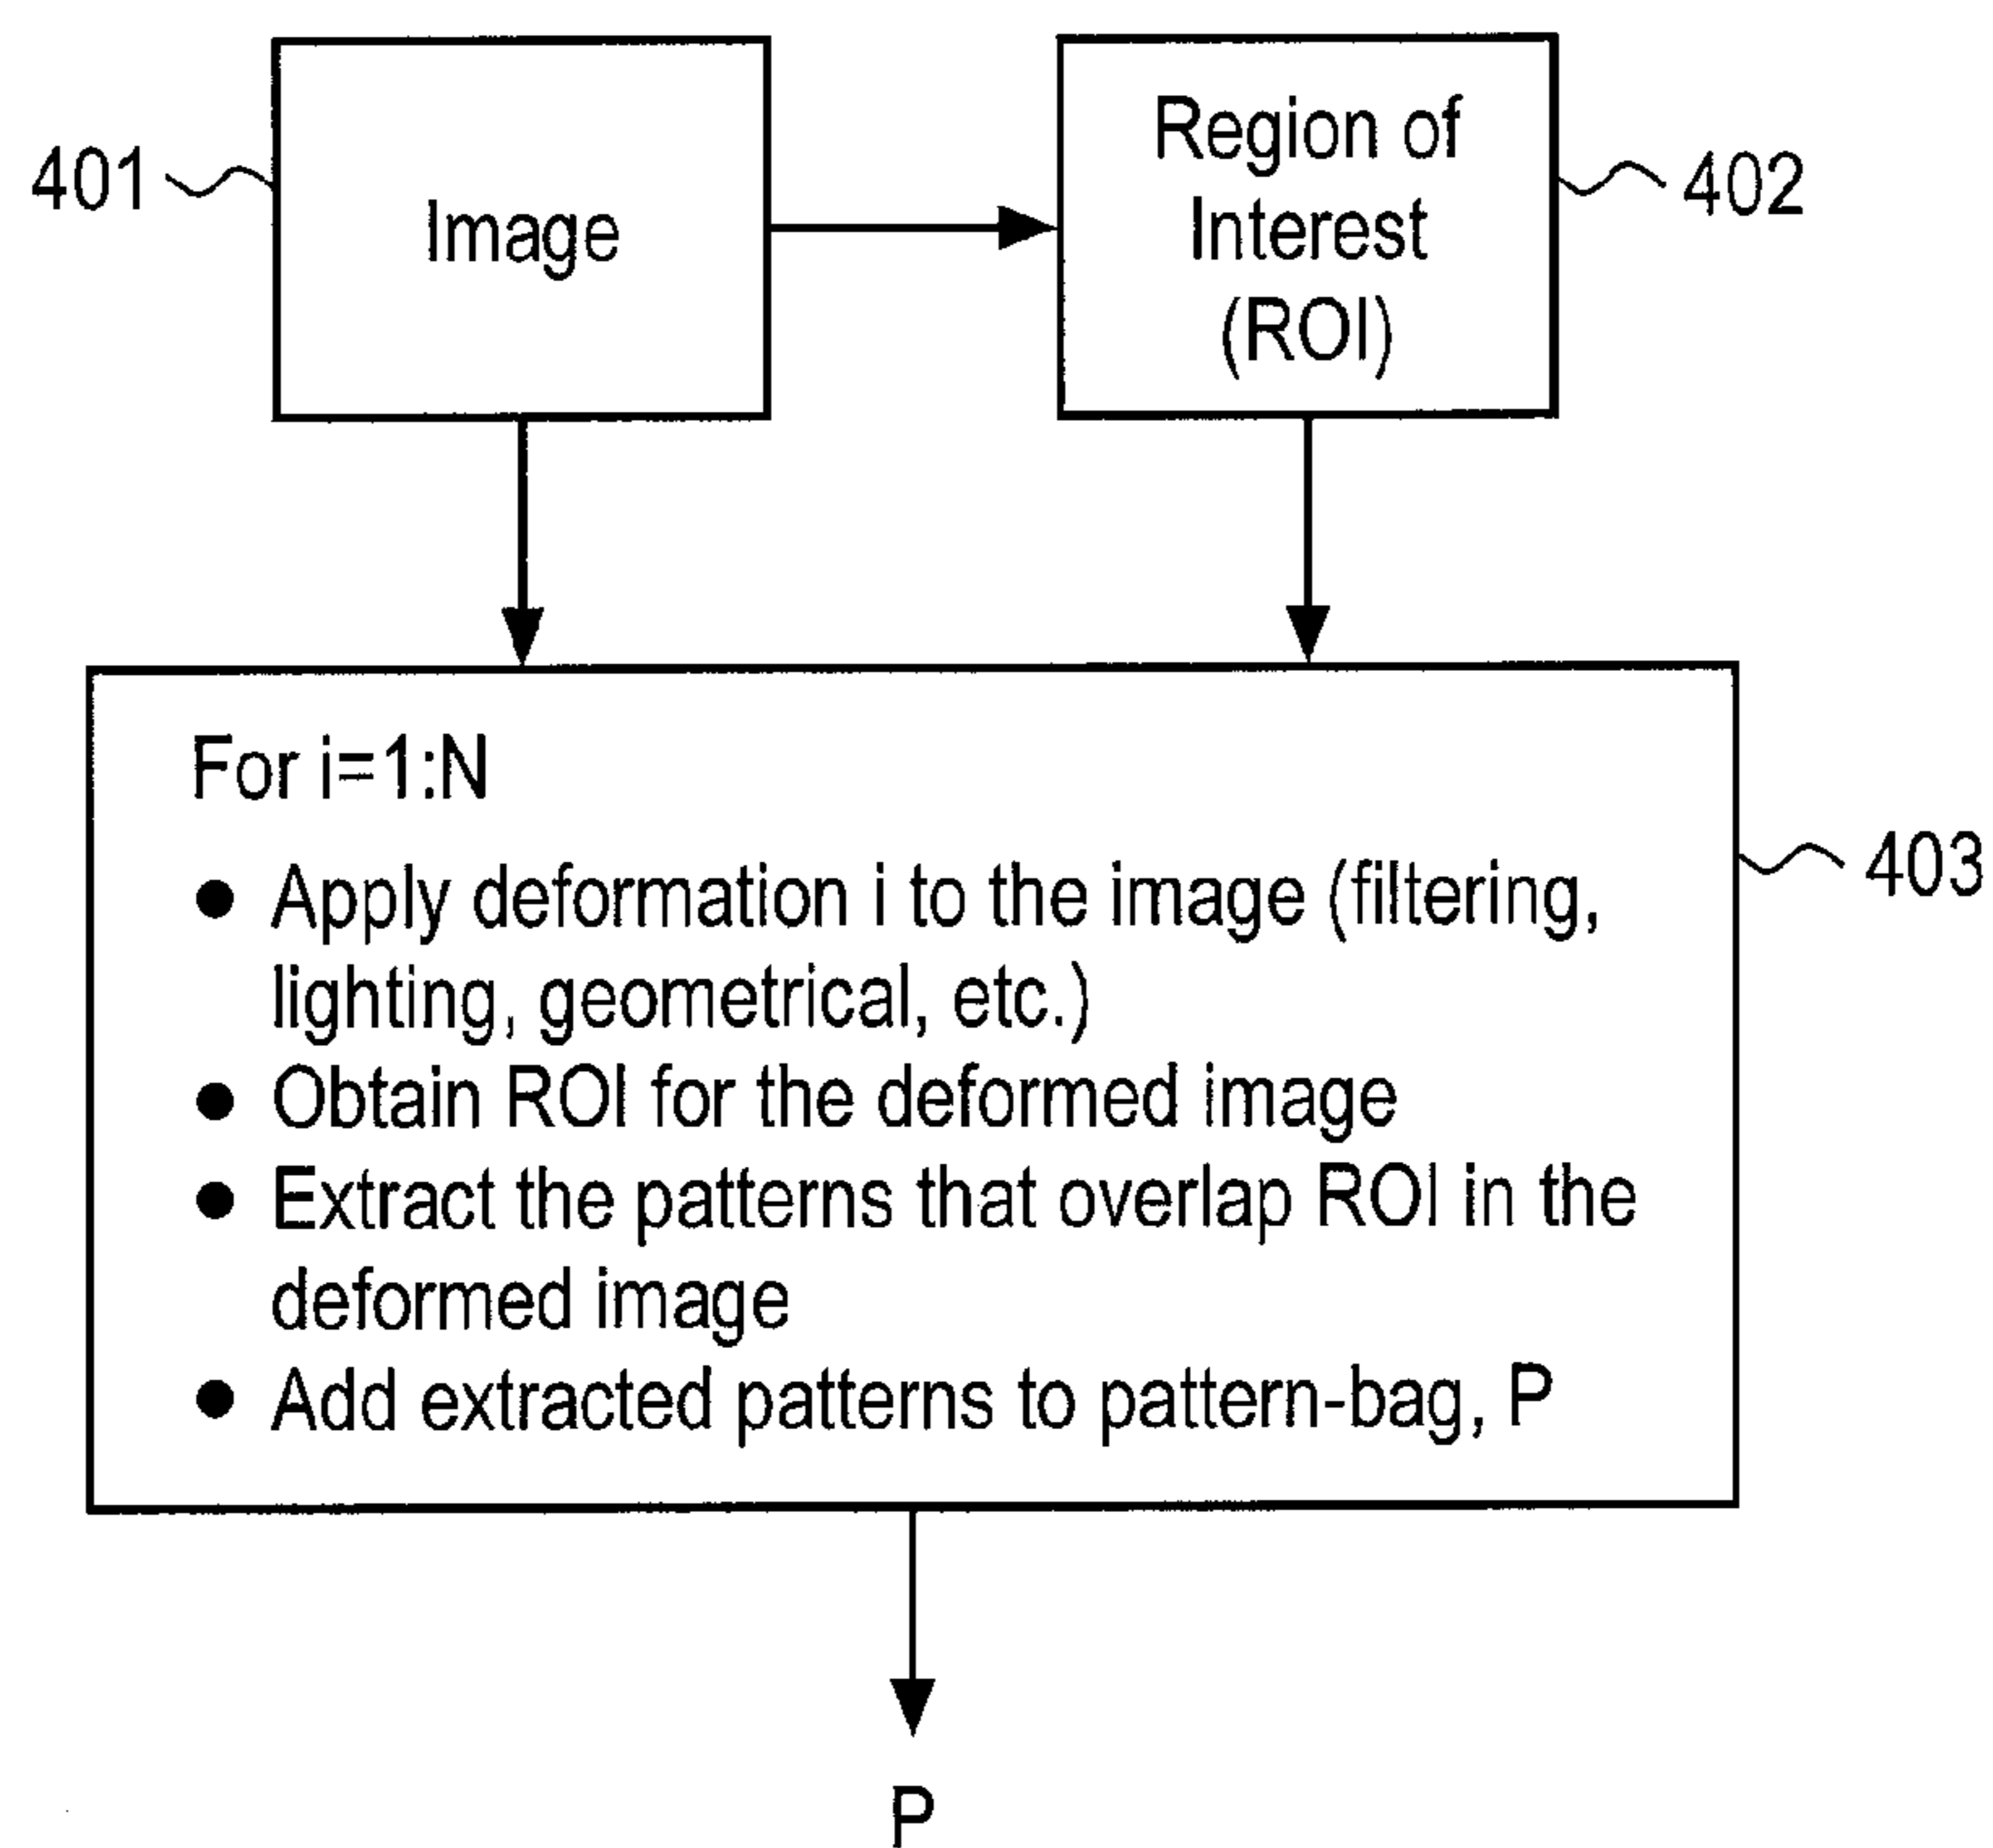 401
Image
Region of
Interest
(ROI)
402
For i=1:N
● Apply deformation i to the image (filtering,
lighting, geometrical, etc.)
● Obtain ROI for the deformed image
● Extract the patterns that overlap ROI in the
deformed image
● Add extracted patterns to pattern-bag, P
403
P